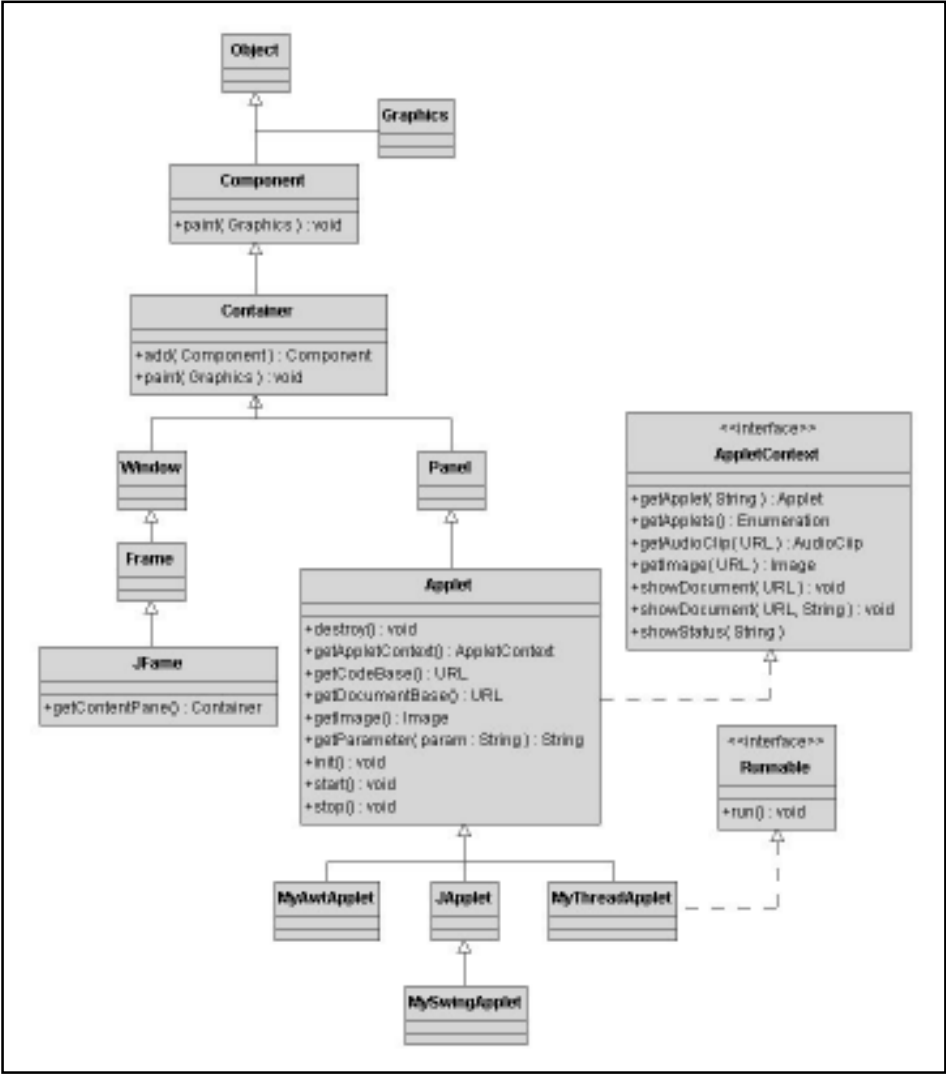 Object
Graphics
Component
+paint( Graphics ) : void
Container
+add( Component ) : Component
+paint( Graphics ) : void
Window
Panel
Frame
JFame
+getContentPane() : Container
<<interface>>
AppletContext
+getApplet( String ) : Applet
+getApplets() : Enumeration
+getAudioClip( URL ) : AudioClip
+getImage( URL ) : Image
+showDocument( URL ) : void
+showDocument( URL, String ) : void
+showStatus( String )
Applet
+destroy() : void
+getAppletContext() : AppletContext
+getCodeBase() : URL
+getDocumentBase() : URL
+getImage() : Image
+getParameter( param : String ) : String
+init() : void
+start() : void
+stop() : void
<<interface>>
Runnable
+run() : void
MyAwtApplet
JApplet
MyThreadApplet
MySwingApplet